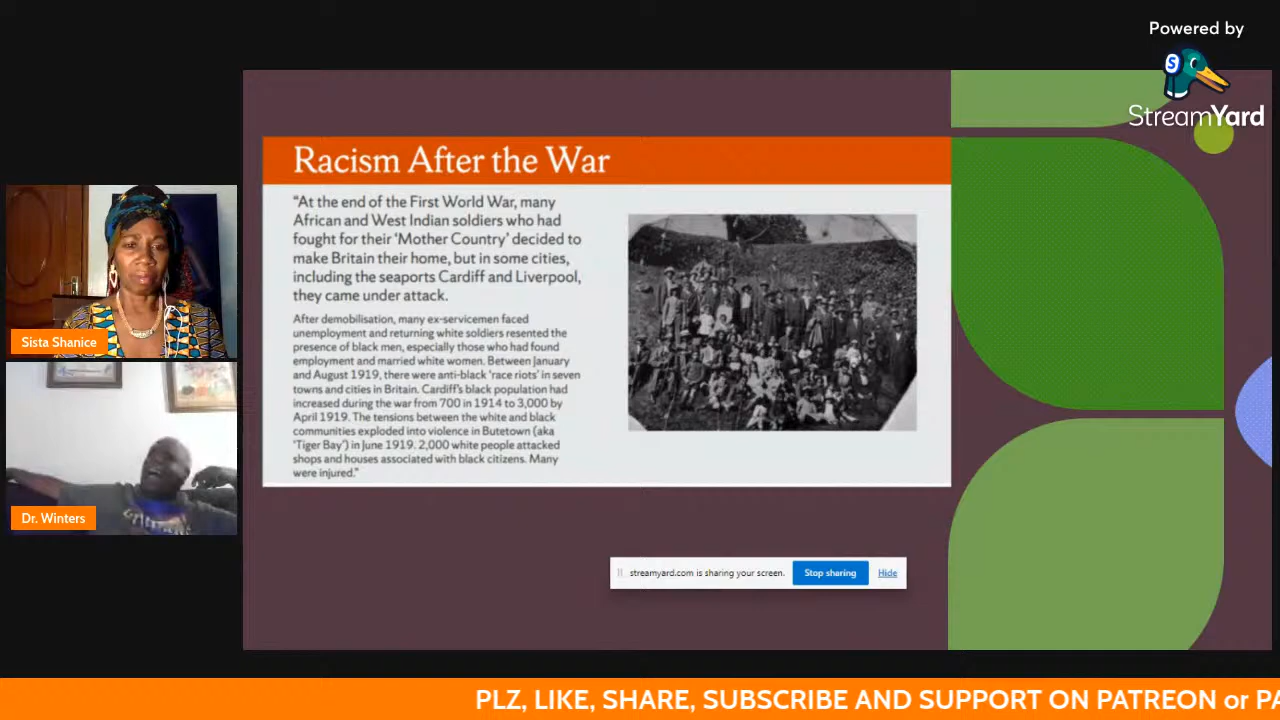 Powered by
StreamYard
Racism After the War
“At the end of the First World War, many
African and West Indian soldiers who had
fought for their ‘Mother Country’ decided to
make Britain their home, but in some cities,
including the seaports Cardiff and Liverpool,
they came under attack.
After demobilisation, many ex-servicemen faced
unemployment and returning white soldiers resented the
presence of black men, especially those who had found
employment and married white women. Between January
and August 1919, there were anti-black ‘race riots’ in seven
towns and cities in Britain. Cardiff’s black population had
increased during the war from 700 in 1914 to 3,000 by
April 1919. The tensions between the white and black
communities exploded into violence in Butetown (aka
‘Tiger Bay’) in June 1919. 2,000 white people attacked
shops and houses associated with black citizens. Many
were injured.”
Sista Shanice
Dr. Winters
streamyard.com is sharing your screen.
Stop sharing
Hide
PLZ, LIKE, SHARE, SUBSCRIBE AND SUPPORT ON PATREON or PA